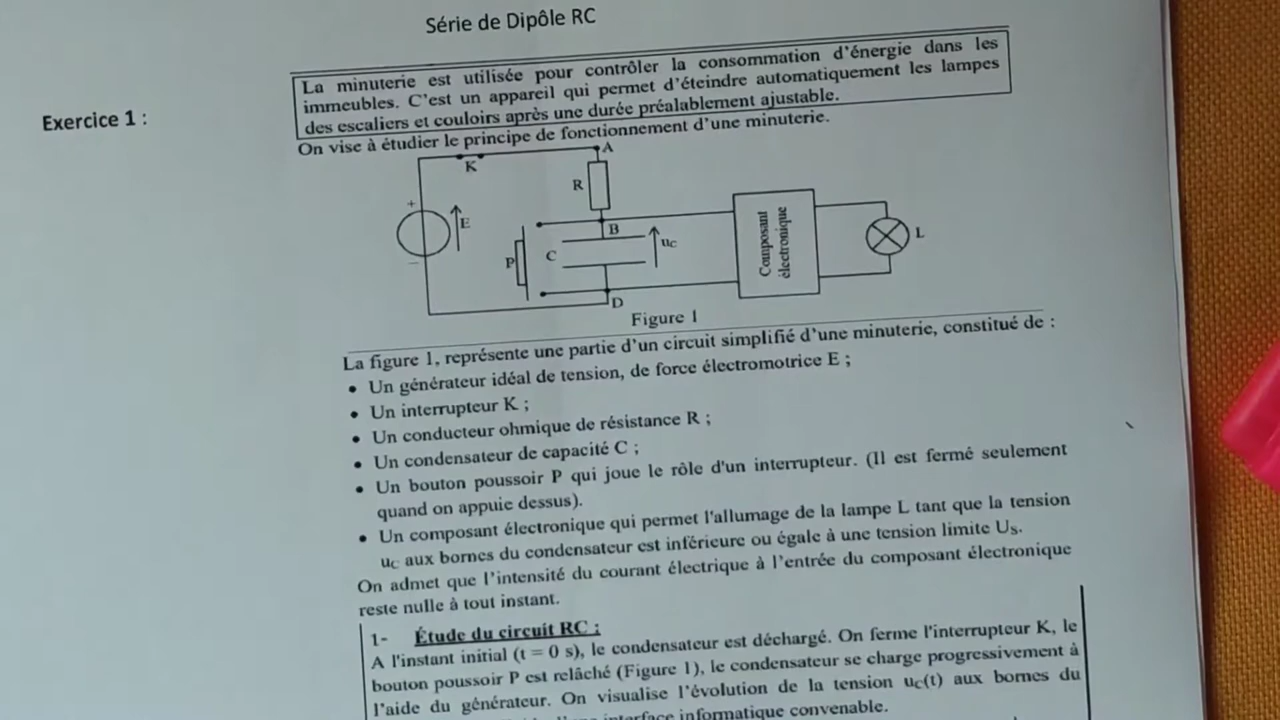 Série de Dipôle RC
La minuterie est utilisée pour contrôler la consommation d'énergie dans les
immeubles. C'est un appareil qui permet d'éteindre automatiquement les lampes
des escaliers et couloirs après une durée préalablement ajustable.
Exercice 1 :
On vise à étudier le principe de fonctionnement d'une minuterie.
A
K
R
+
E
B
uc
C
P
–
D
Composant
électronique
L
Figure 1
La figure 1, représente une partie d'un circuit simplifié d'une minuterie, constitué de :
• Un générateur idéal de tension, de force électromotrice E ;
• Un interrupteur K ;
• Un conducteur ohmique de résistance R ;
• Un condensateur de capacité C ;
• Un bouton poussoir P qui joue le rôle d'un interrupteur. (Il est fermé seulement
quand on appuie dessus).
• Un composant électronique qui permet l'allumage de la lampe L tant que la tension
uC aux bornes du condensateur est inférieure ou égale à une tension limite US.
On admet que l'intensité du courant électrique à l'entrée du composant électronique
reste nulle à tout instant.
1- Étude du circuit RC :
A l'instant initial (t = 0 s), le condensateur est déchargé. On ferme l'interrupteur K, le
bouton poussoir P est relâché (Figure 1), le condensateur se charge progressivement à
l'aide du générateur. On visualise l'évolution de la tension uC(t) aux bornes du
interface informatique convenable.